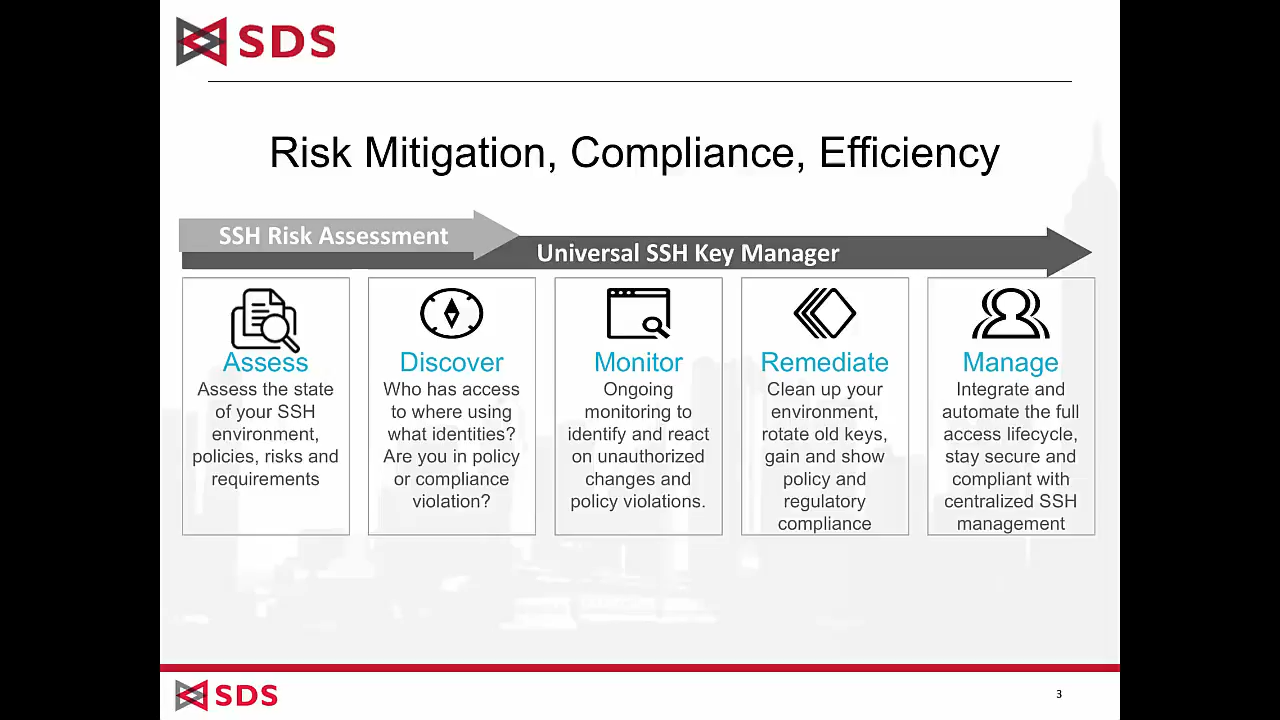 SDS
Risk Mitigation, Compliance, Efficiency
SSH Risk Assessment
Universal SSH Key Manager
Assess
Assess the state
of your SSH
environment,
policies, risks and
requirements
Discover
Who has access
to where using
what identities?
Are you in policy
or compliance
violation?
Monitor
Ongoing
monitoring to
identify and react
on unauthorized
changes and
policy violations.
Remediate
Clean up your
environment,
rotate old keys,
gain and show
policy and
regulatory
compliance
Manage
Integrate and
automate the full
access lifecycle,
stay secure and
compliant with
centralized SSH
management
SDS
3